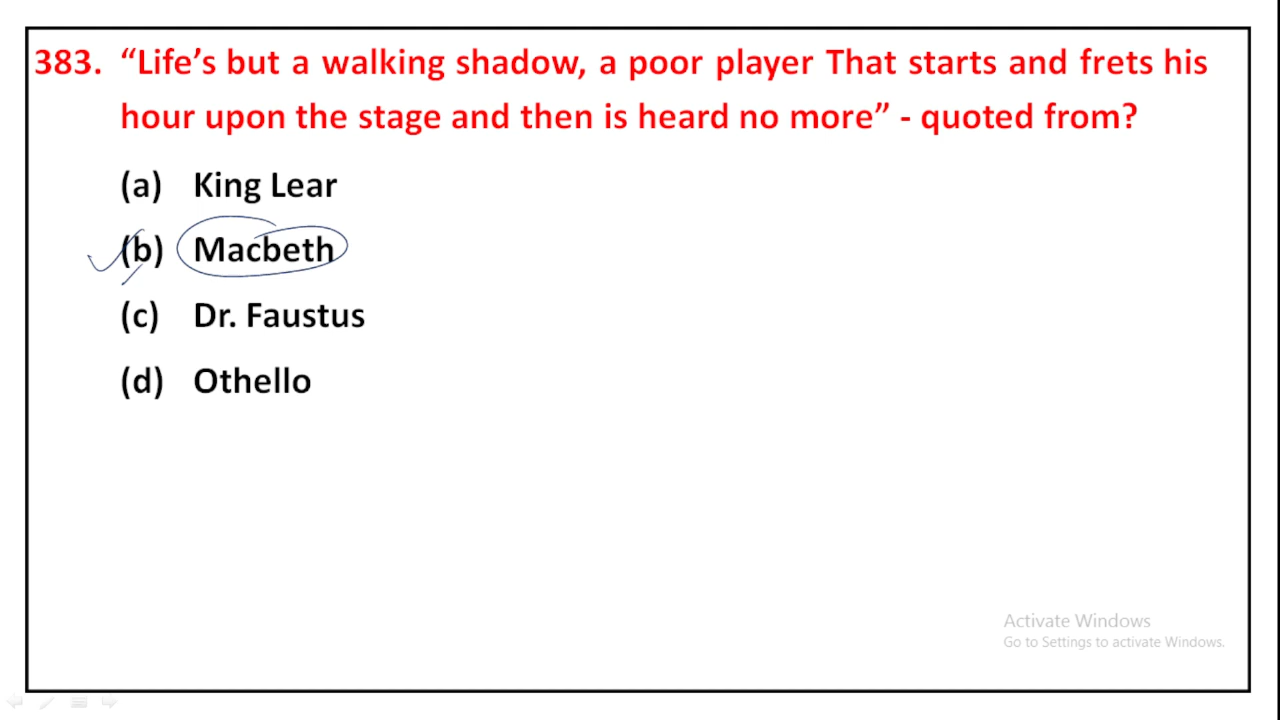 383. “Life’s but a walking shadow, a poor player That starts and frets his
hour upon the stage and then is heard no more” - quoted from?
(a) King Lear
(b) Macbeth
(c) Dr. Faustus
(d) Othello
Activate Windows
Go to Settings to activate Windows.